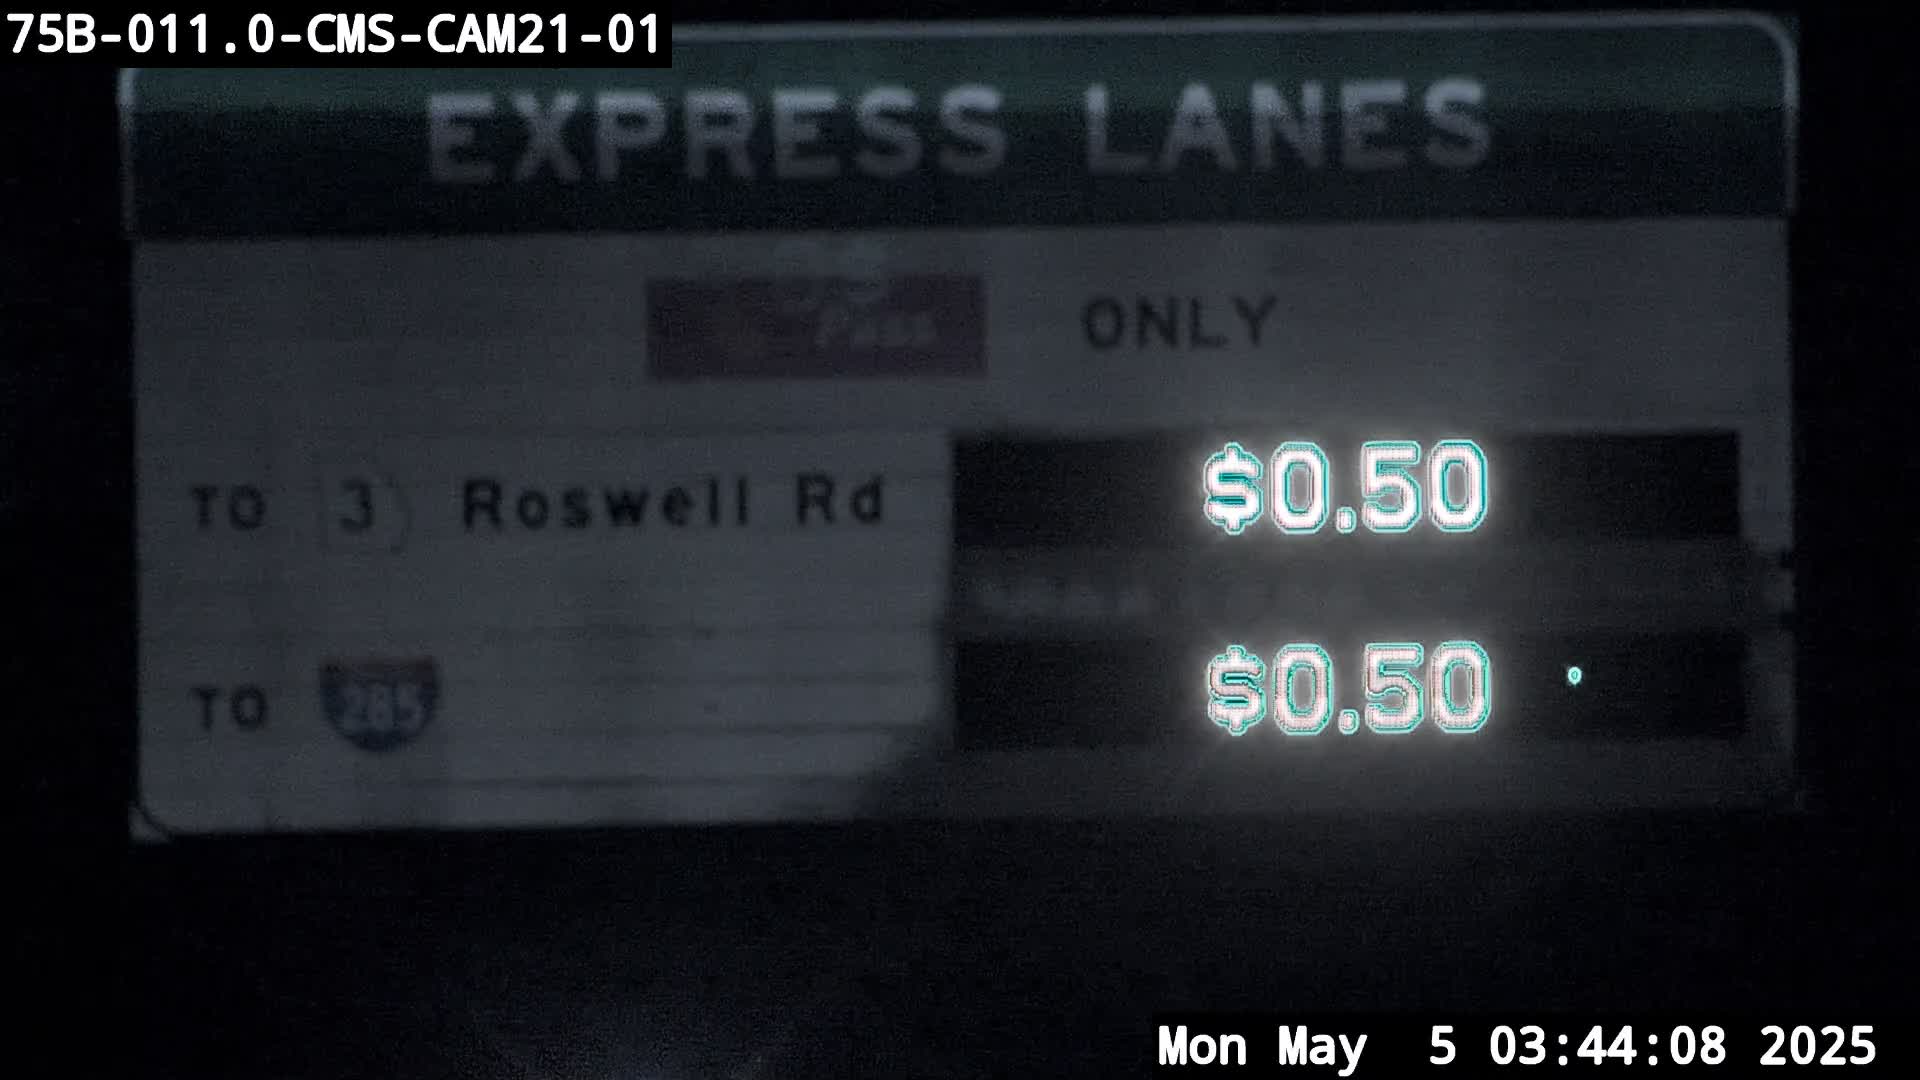 75B-011.0-CMS-CAM21-01
EXPRESS LANES
Pass ONLY
TO 3 Roswell Rd $0.50
TO 285 $0.50
Mon May 5 03:44:08 2025